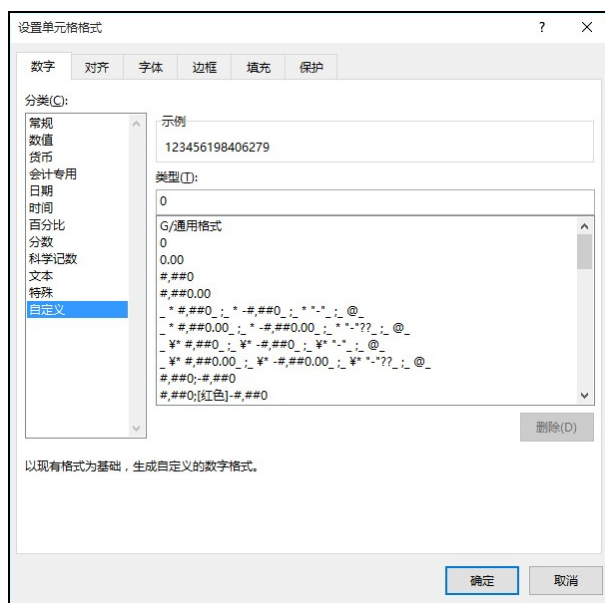 设置单元格格式
?
×
数字
对齐
字体
边框
填充
保护
分类(C):
常规
数值
货币
会计专用
日期
时间
百分比
分数
科学记数
文本
特殊
自定义
示例
123456198406279
类型(T):
0
G/通用格式
0
0.00
#,##0
#,##0.00
_ * #,##0_ ;_ * -#,##0_ ;_ * "-"_ ;_ @_
_ * #,##0.00_ ;_ * -#,##0.00_ ;_ * "-"??_ ;_ @_
_ ¥* #,##0_ ;_ ¥* -#,##0_ ;_ ¥* "-"_ ;_ @_
_ ¥* #,##0.00_ ;_ ¥* -#,##0.00_ ;_ ¥* "-"??_ ;_ @_
#,##0;-#,##0
#,##0;[红色]-#,##0
删除(D)
以现有格式为基础，生成自定义的数字格式。
确定
取消